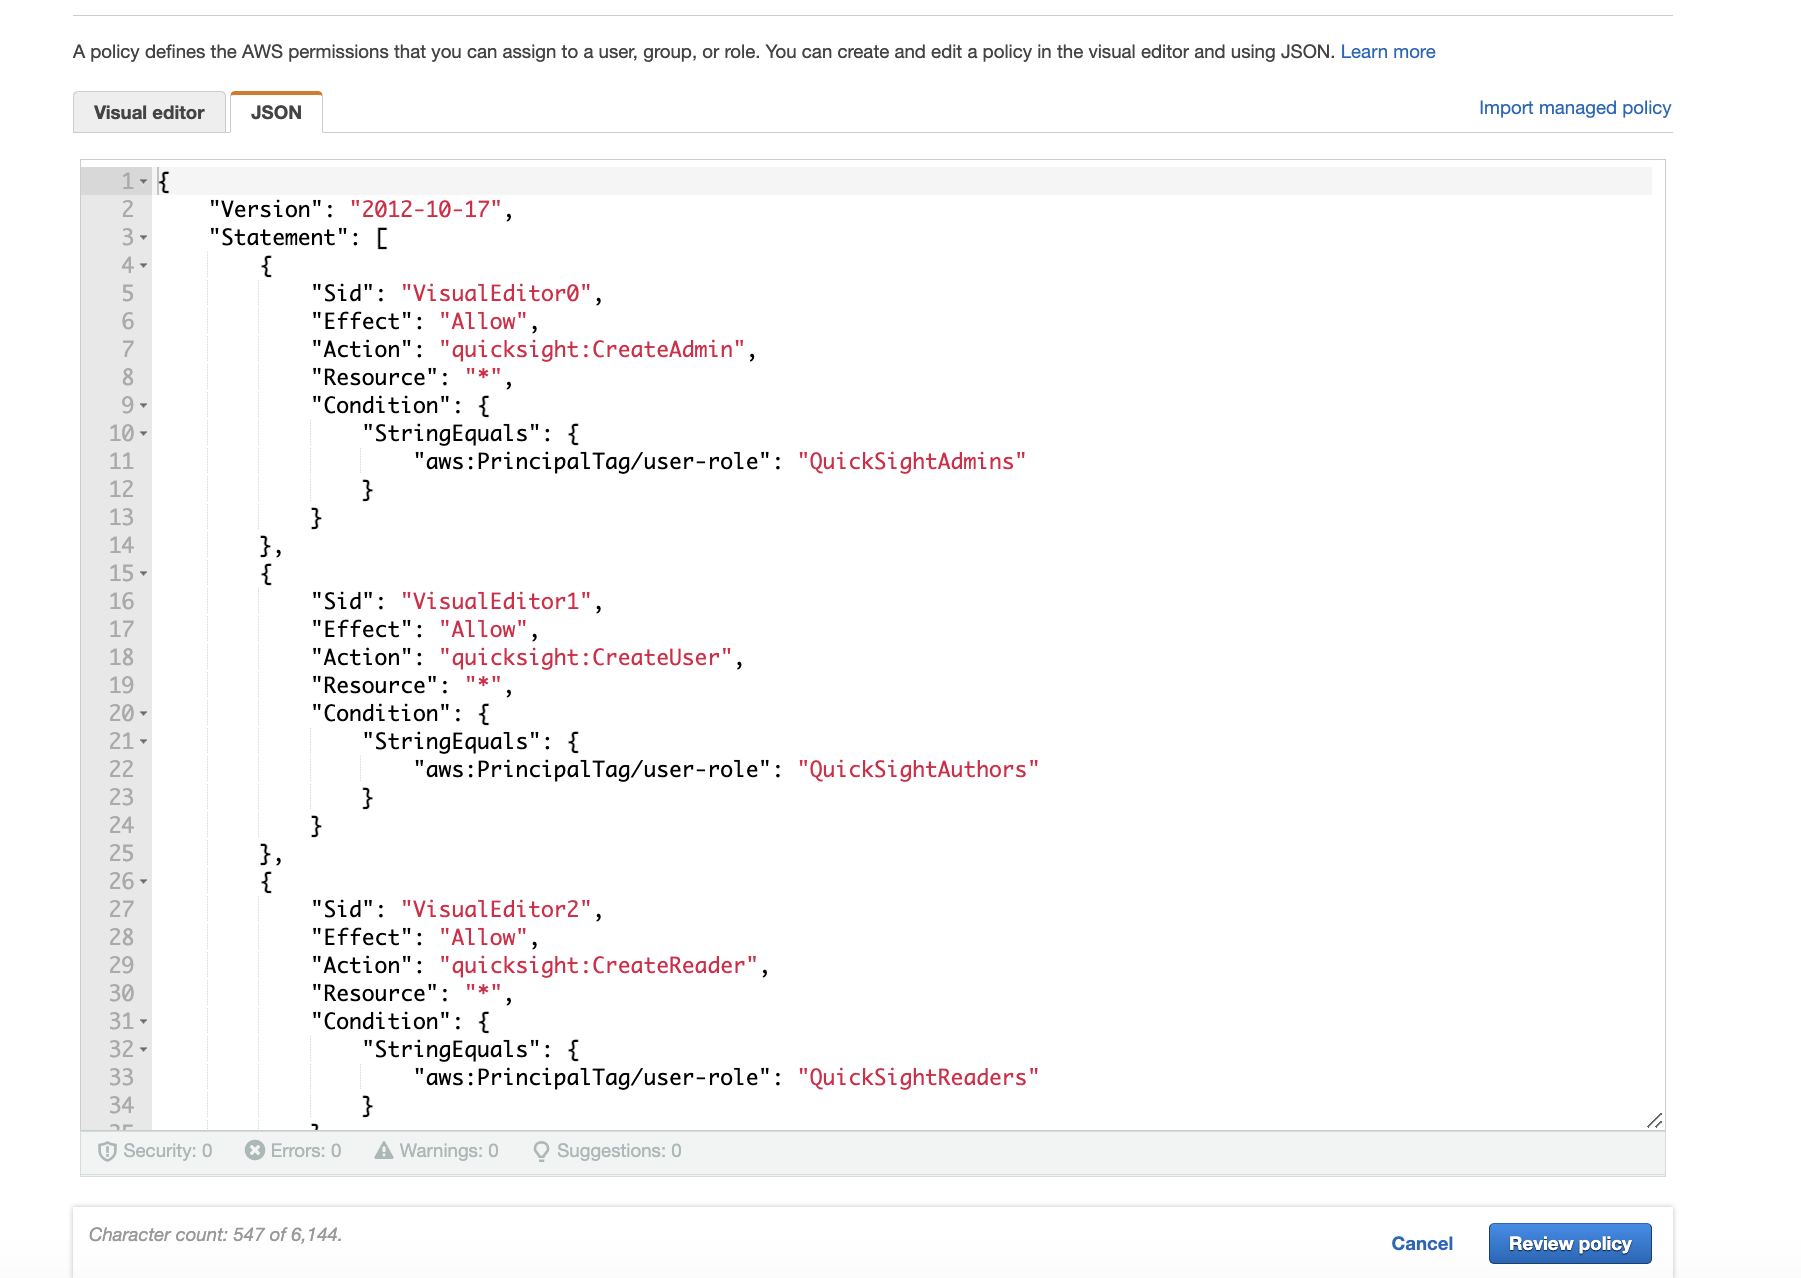 A policy defines the AWS permissions that you can assign to a user, group, or role. You can create and edit a policy in the visual editor and using JSON. Learn more
Visual editor
JSON
Import managed policy
1 {
2 "Version": "2012-10-17",
3 "Statement": [
4 {
5 "Sid": "VisualEditor0",
6 "Effect": "Allow",
7 "Action": "quicksight:CreateAdmin",
8 "Resource": "*",
9 "Condition": {
10 "StringEquals": {
11 "aws:PrincipalTag/user-role": "QuickSightAdmins"
12 }
13 }
14 },
15 {
16 "Sid": "VisualEditor1",
17 "Effect": "Allow",
18 "Action": "quicksight:CreateUser",
19 "Resource": "*",
20 "Condition": {
21 "StringEquals": {
22 "aws:PrincipalTag/user-role": "QuickSightAuthors"
23 }
24 }
25 },
26 {
27 "Sid": "VisualEditor2",
28 "Effect": "Allow",
29 "Action": "quicksight:CreateReader",
30 "Resource": "*",
31 "Condition": {
32 "StringEquals": {
33 "aws:PrincipalTag/user-role": "QuickSightReaders"
34 }
Security: 0 Errors: 0 Warnings: 0 Suggestions: 0
Character count: 547 of 6,144.
Cancel
Review policy